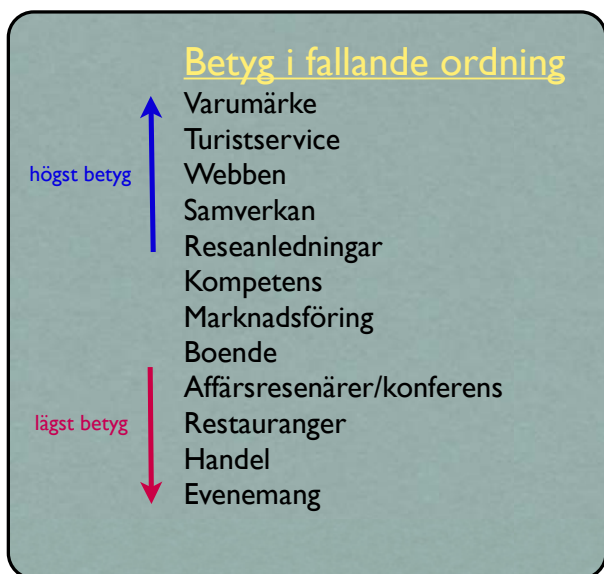 Betyg i fallande ordning
Varumärke
Turistservice
högst betyg
Webben
Samverkan
Reseanledningar
Kompetens
Marknadsföring
Boende
Affärsresenärer/konferens
lägst betyg
Restauranger
Handel
Evenemang